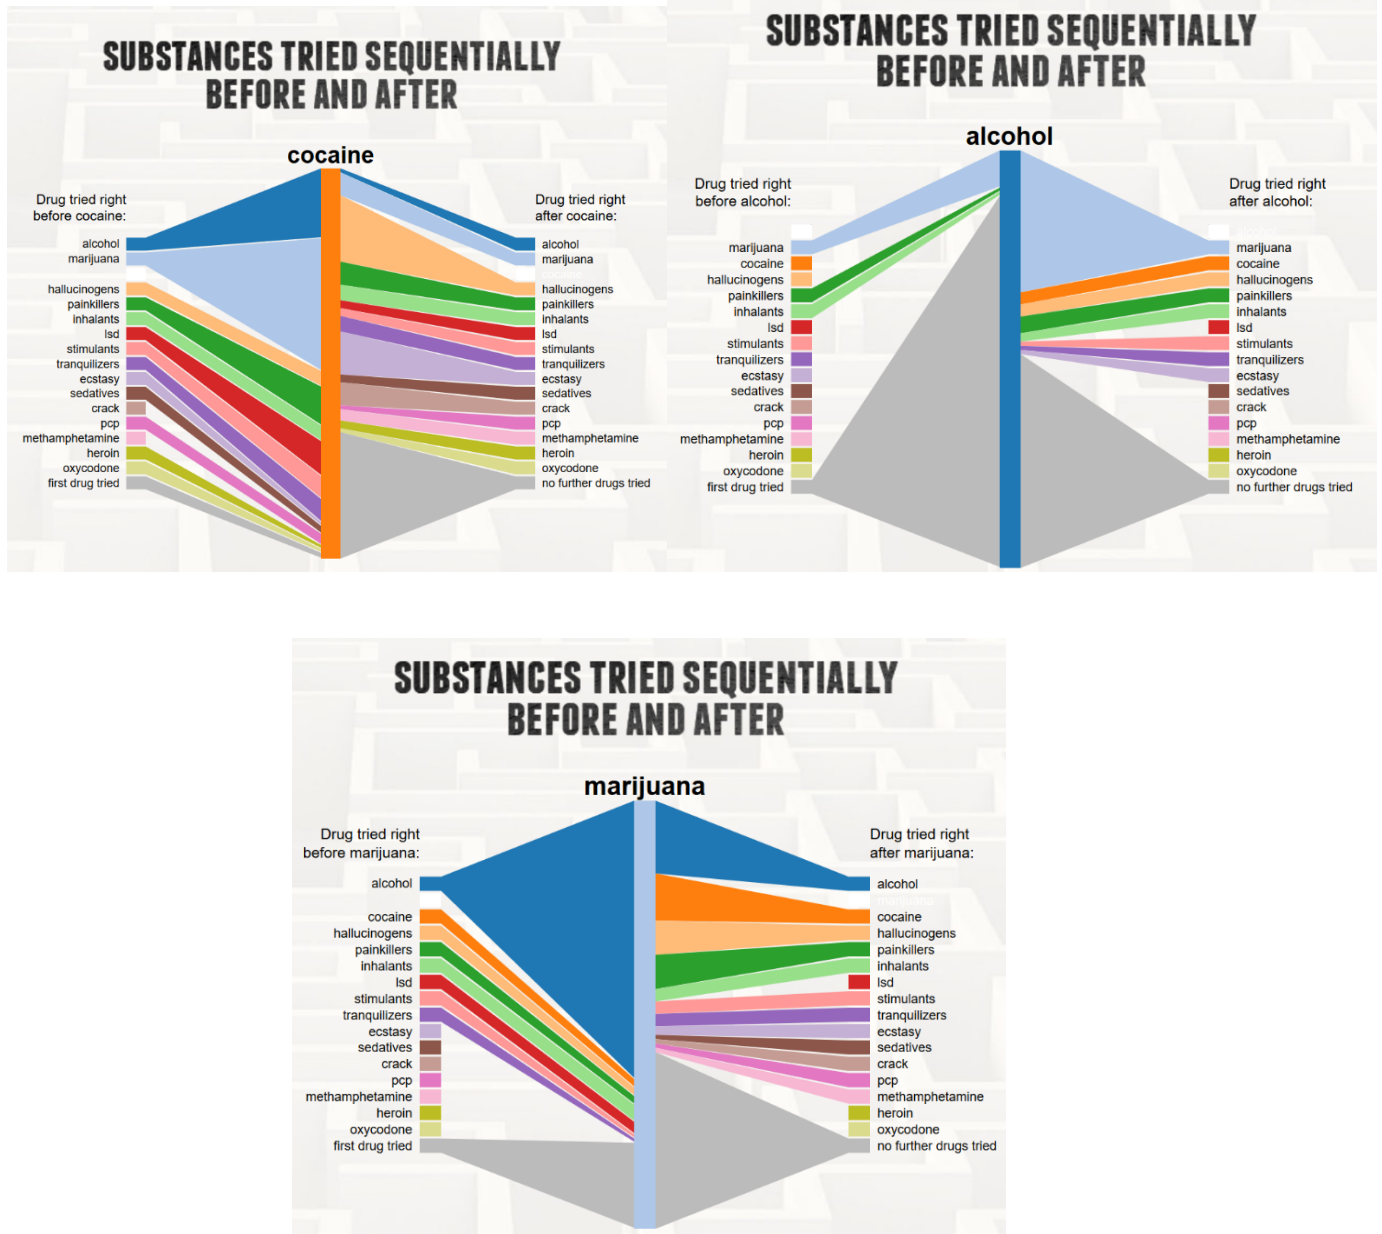 SUBSTANCES TRIED SEQUENTIALLY
BEFORE AND AFTER
cocaine
Drug tried right
before cocaine:
alcohol
marijuana
hallucinogens
painkillers
inhalants
lsd
stimulants
tranquilizers
ecstasy
sedatives
crack
pcp
methamphetamine
heroin
oxycodone
first drug tried
Drug tried right
after cocaine:
alcohol
marijuana
cocaine
hallucinogens
painkillers
inhalants
lsd
stimulants
tranquilizers
ecstasy
sedatives
crack
pcp
methamphetamine
heroin
oxycodone
no further drugs tried
SUBSTANCES TRIED SEQUENTIALLY
BEFORE AND AFTER
alcohol
Drug tried right
before alcohol:
marijuana
cocaine
hallucinogens
painkillers
inhalants
lsd
stimulants
tranquilizers
ecstasy
sedatives
crack
pcp
methamphetamine
heroin
oxycodone
first drug tried
Drug tried right
after alcohol:
alcohol
marijuana
cocaine
hallucinogens
painkillers
inhalants
lsd
stimulants
tranquilizers
ecstasy
sedatives
crack
pcp
methamphetamine
heroin
oxycodone
no further drugs tried
SUBSTANCES TRIED SEQUENTIALLY
BEFORE AND AFTER
marijuana
Drug tried right
before marijuana:
alcohol
cocaine
hallucinogens
painkillers
inhalants
lsd
stimulants
tranquilizers
ecstasy
sedatives
crack
pcp
methamphetamine
heroin
oxycodone
first drug tried
Drug tried right
after marijuana:
alcohol
marijuana
cocaine
hallucinogens
painkillers
inhalants
lsd
stimulants
tranquilizers
ecstasy
sedatives
crack
pcp
methamphetamine
heroin
oxycodone
no further drugs tried